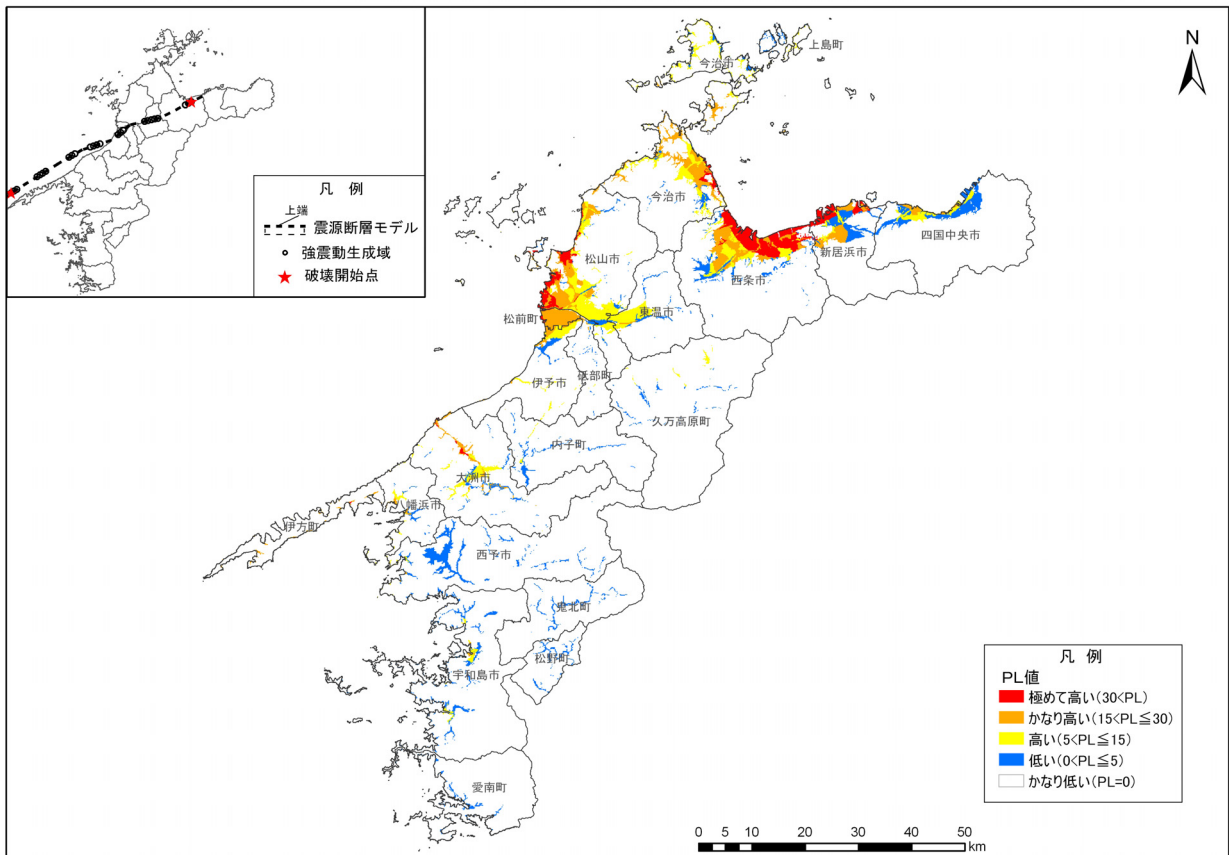 凡 例
上端
震源断層モデル
強震動生成域
破壊開始点
N
上島町
今治市
今治市
四国中央市
新居浜市
西条市
松山市
東温市
松前町
伊予市
砥部町
久万高原町
内子町
大洲市
八幡浜市
伊方町
西予市
鬼北町
松野町
宇和島市
愛南町
凡 例
PL値
極めて高い(30<PL)
かなり高い(15<PL≦30)
高い(5<PL≦15)
低い(0<PL≦5)
かなり低い(PL=0)
0 5 10 20 30 40 50
km